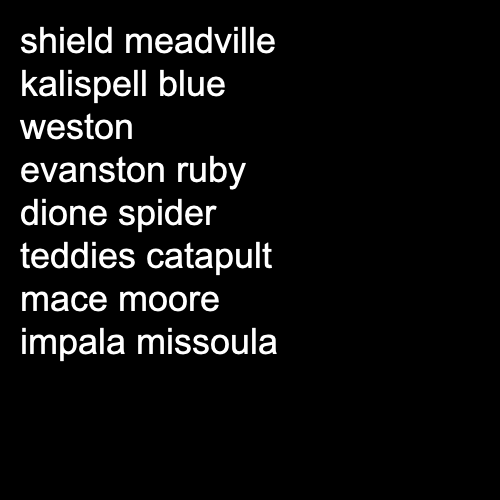 shield meadville
kalispell blue
weston
evanston ruby
dione spider
teddies catapult
mace moore
impala missoula